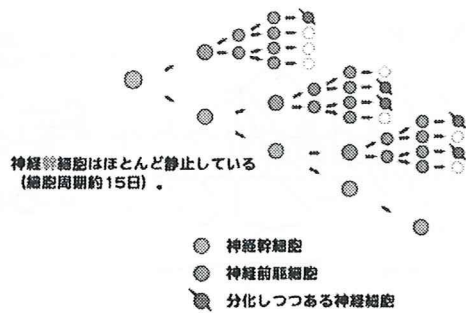 神経幹細胞はほとんど静止している
(細胞周期約15日)。
神経幹細胞
神経前駆細胞
分化しつつある神経細胞